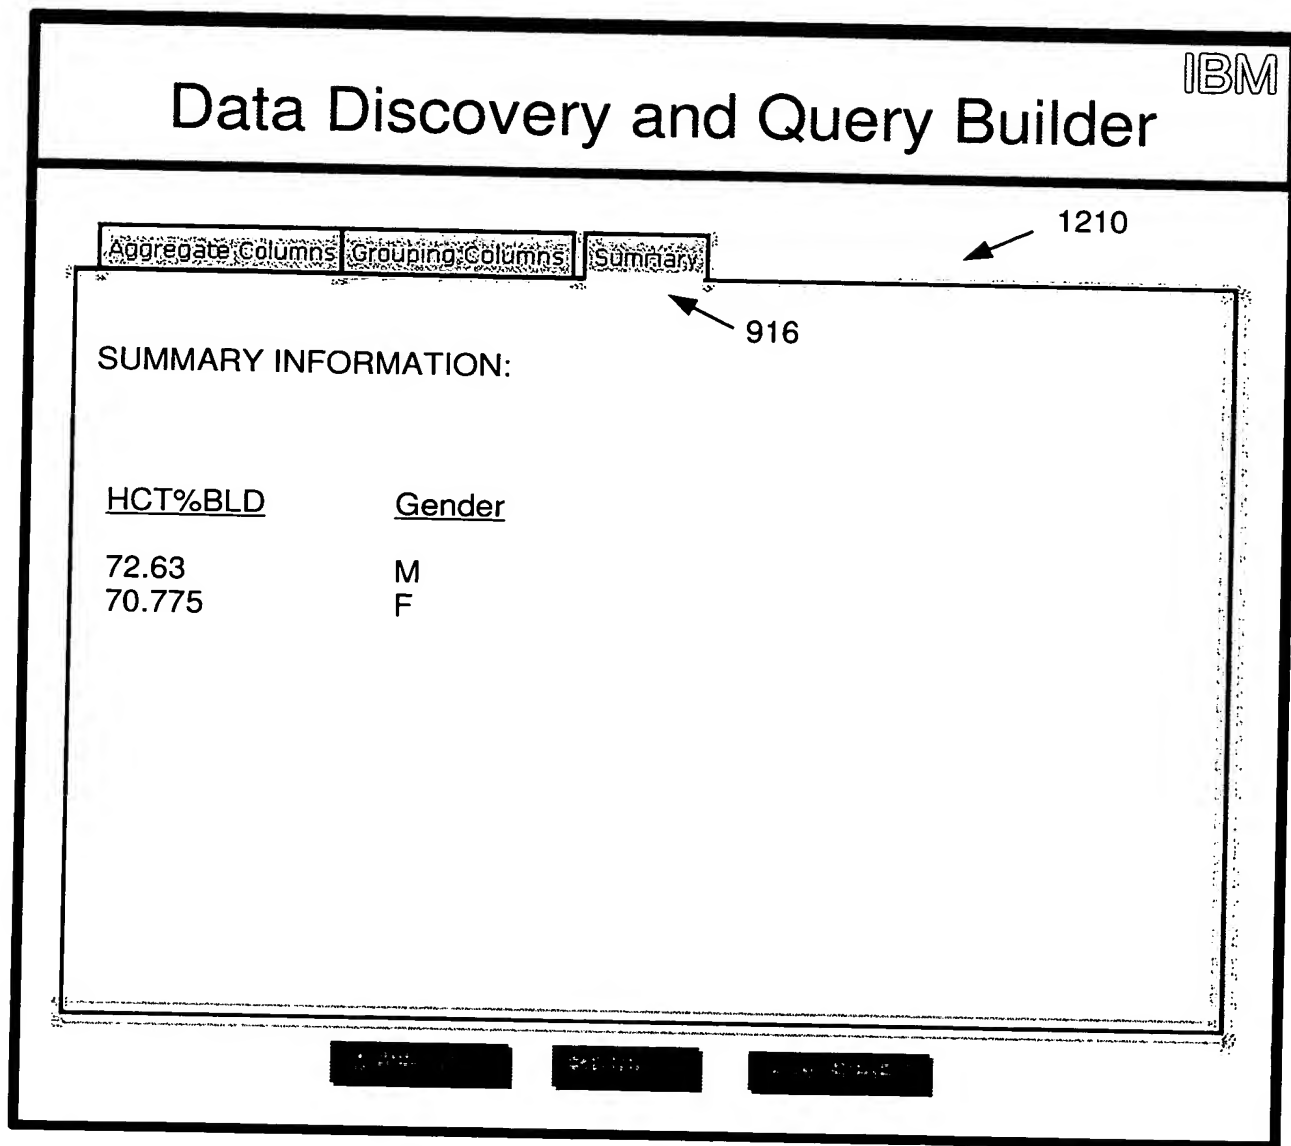 IBM
Data Discovery and Query Builder
1210
Aggregate Columns Grouping Columns Summary
916
SUMMARY INFORMATION:
HCT%BLD Gender
72.63 M
70.775 F